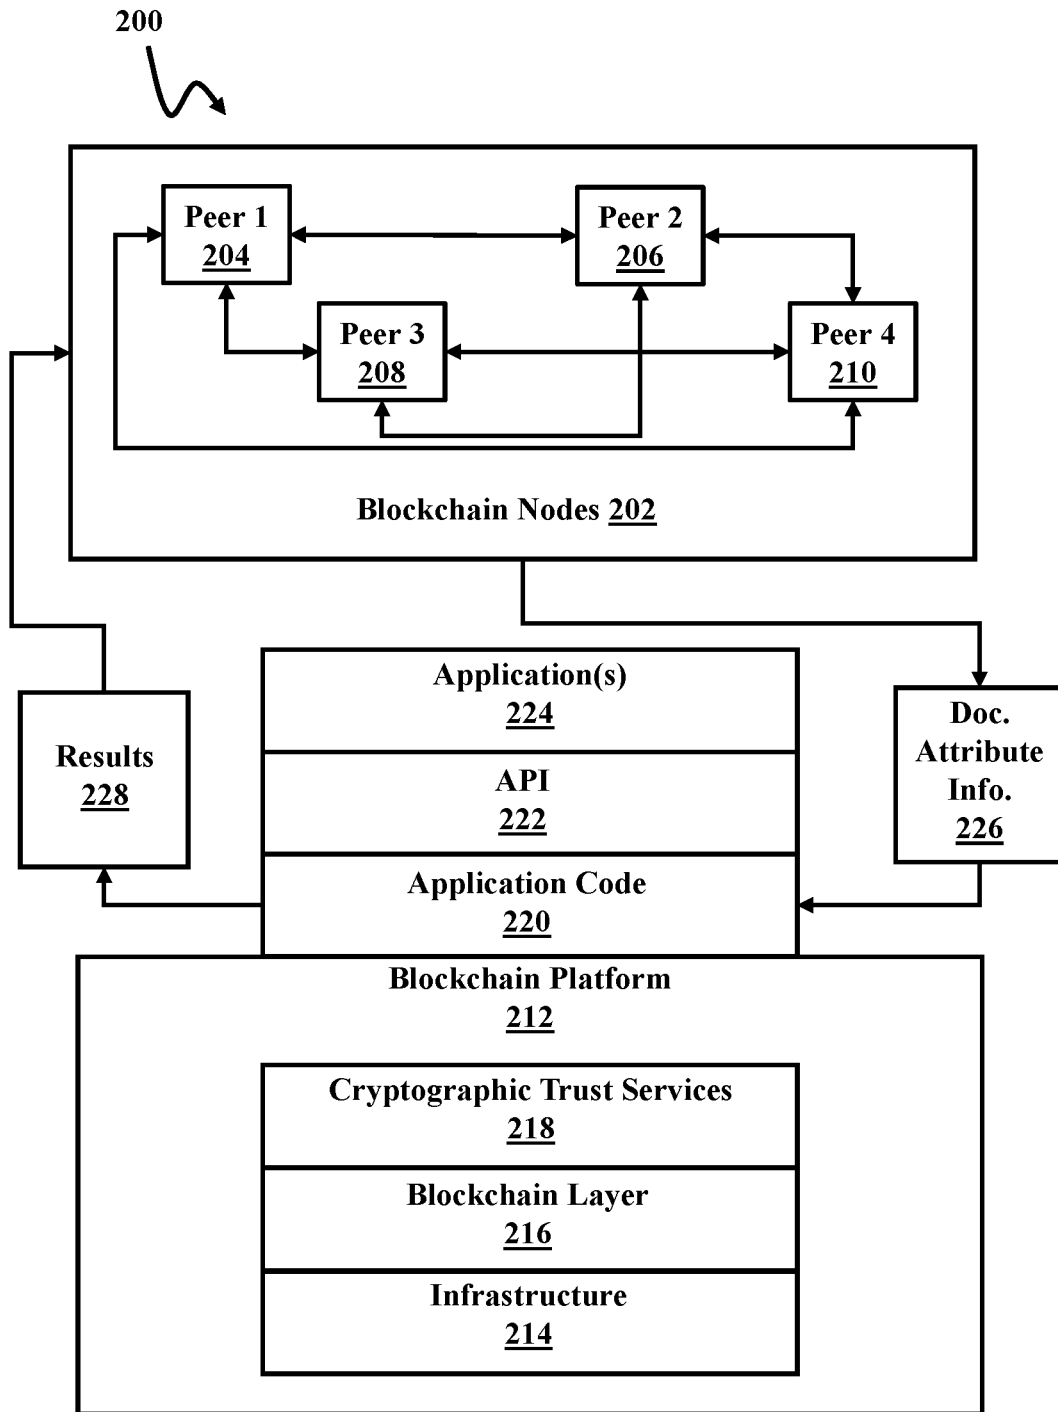 200
Peer 1
204
Peer 2
206
Peer 3
208
Peer 4
210
Blockchain Nodes 202
Application(s)
224
API
222
Application Code
220
Results
228
Doc.
Attribute
Info.
226
Blockchain Platform
212
Cryptographic Trust Services
218
Blockchain Layer
216
Infrastructure
214